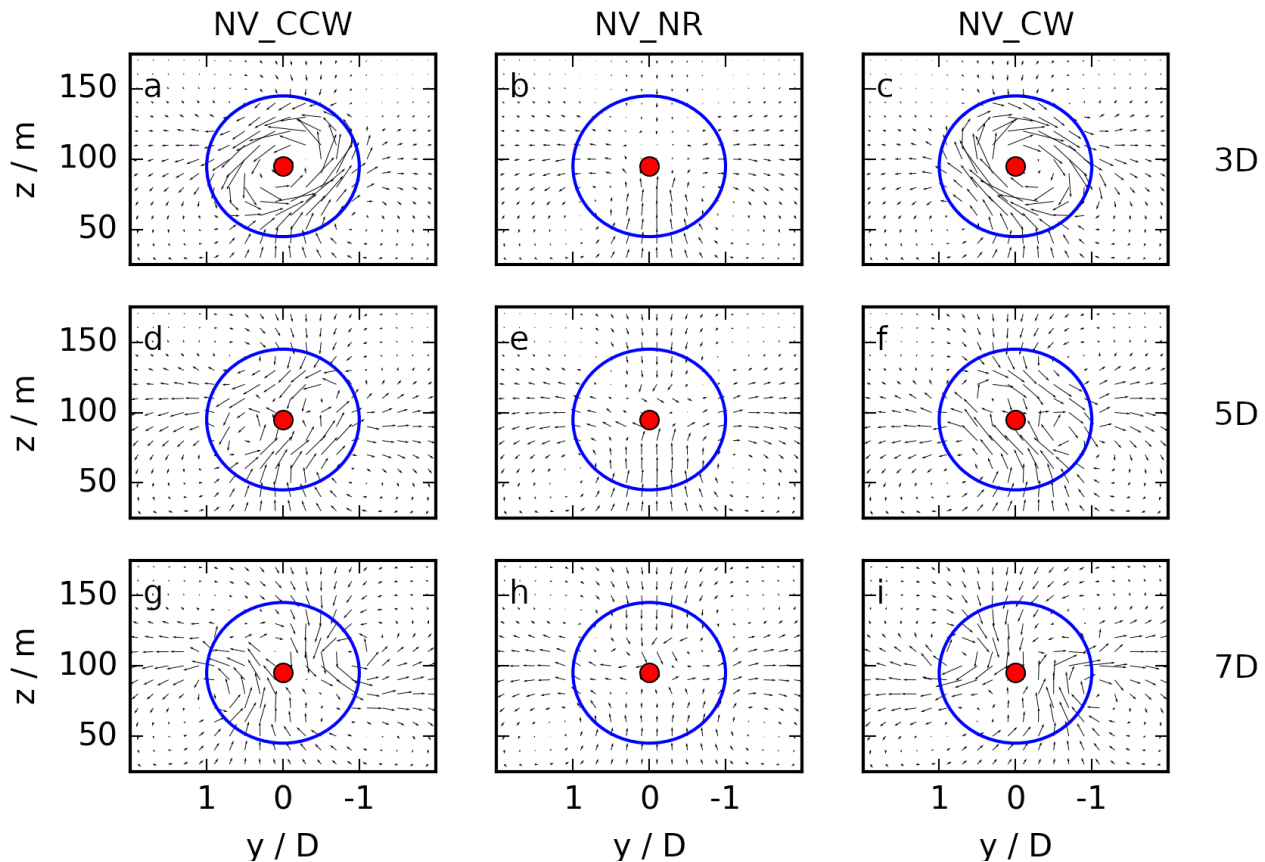 NV_CCW NV_NR NV_CW
a b c
150
100
50
z / m
3D
d e f
150
100
50
z / m
5D
g h i
150
100
50
z / m
7D
1 0 -1 1 0 -1 1 0 -1
y / D y / D y / D